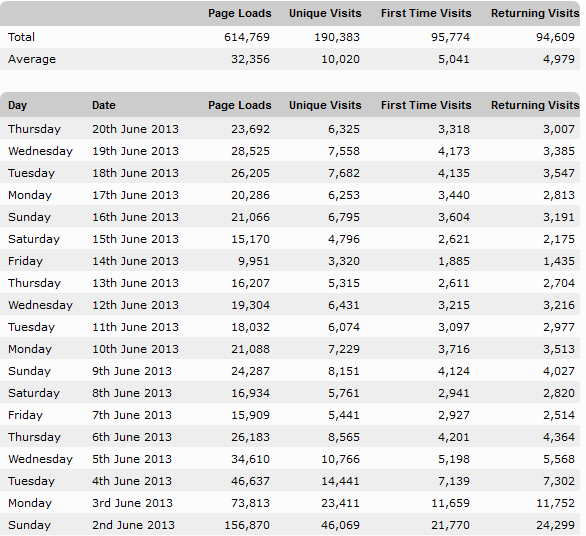 Page Loads Unique Visits First Time Visits Returning Visits
Total 614,769 190,383 95,774 94,609
Average 32,356 10,020 5,041 4,979
Day Date Page Loads Unique Visits First Time Visits Returning Visits
Thursday 20th June 2013 23,692 6,325 3,318 3,007
Wednesday 19th June 2013 28,525 7,558 4,173 3,385
Tuesday 18th June 2013 26,205 7,682 4,135 3,547
Monday 17th June 2013 20,286 6,253 3,440 2,813
Sunday 16th June 2013 21,066 6,795 3,604 3,191
Saturday 15th June 2013 15,170 4,796 2,621 2,175
Friday 14th June 2013 9,951 3,320 1,885 1,435
Thursday 13th June 2013 16,207 5,315 2,611 2,704
Wednesday 12th June 2013 19,304 6,431 3,215 3,216
Tuesday 11th June 2013 18,032 6,074 3,097 2,977
Monday 10th June 2013 21,088 7,229 3,716 3,513
Sunday 9th June 2013 24,287 8,151 4,124 4,027
Saturday 8th June 2013 16,934 5,761 2,941 2,820
Friday 7th June 2013 15,909 5,441 2,927 2,514
Thursday 6th June 2013 26,183 8,565 4,201 4,364
Wednesday 5th June 2013 34,610 10,766 5,198 5,568
Tuesday 4th June 2013 46,637 14,441 7,139 7,302
Monday 3rd June 2013 73,813 23,411 11,659 11,752
Sunday 2nd June 2013 156,870 46,069 21,770 24,299